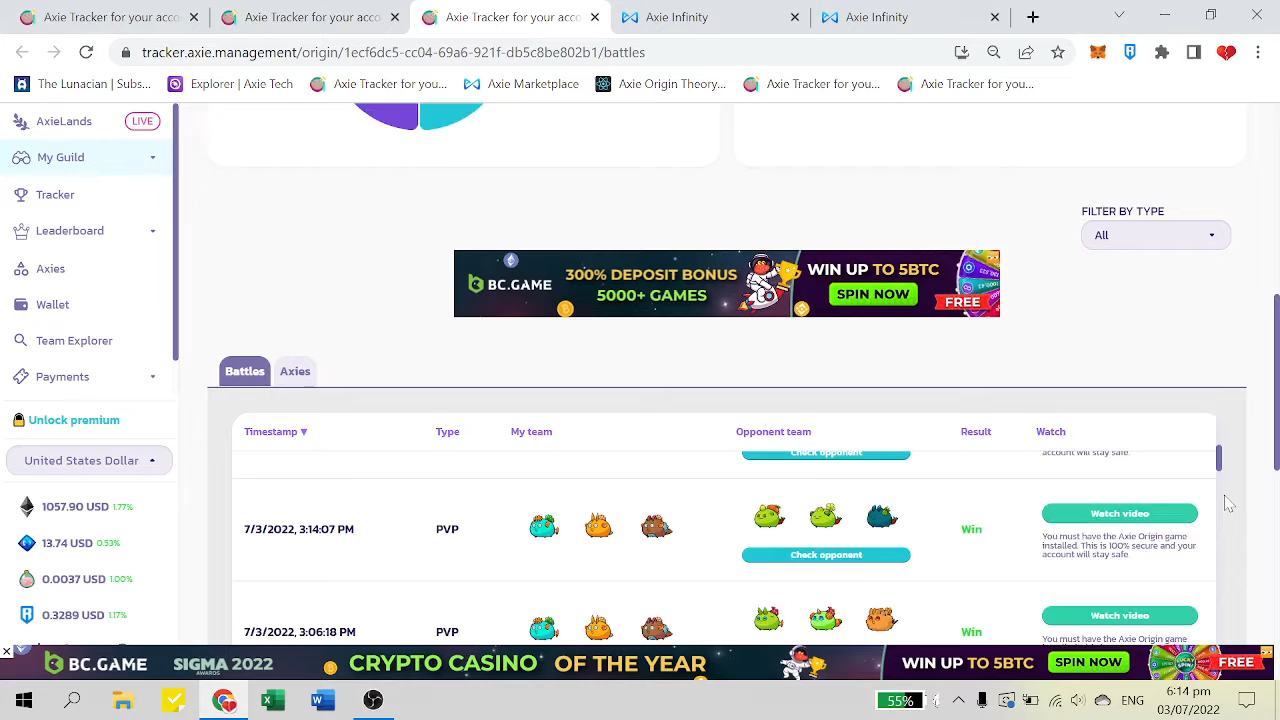 Axie Tracker for your acco
Axie Tracker for your acco
Axie Tracker for your acco
Axie Infinity
Axie Infinity
tracker.axie.management/origin/1ecf6dc5-cc04-69a6-921f-db5c8be802b1/battles
The Lunacian | Subs...
Explorer | Axie Tech
Axie Tracker for you...
Axie Marketplace
Axie Origin Theory...
Axie Tracker for you...
Axie Tracker for you...
AxieLands
LIVE
My Guild
Tracker
Leaderboard
Axies
Wallet
Team Explorer
Payments
Unlock premium
United States Dollar
1057.90 USD 1.77%
13.74 USD 0.53%
0.0037 USD 1.00%
0.3289 USD 1.17%
FILTER BY TYPE
All
BC.GAME
300% DEPOSIT BONUS
5000+ GAMES
WIN UP TO 5BTC
SPIN NOW
FREE
Battles
Axies
Timestamp ▼
Type
My team
Opponent team
Result
Watch
Check opponent
account will stay safe.
7/3/2022, 3:14:07 PM
PVP
Check opponent
Win
Watch video
You must have the Axie Origin game
installed. This is 100% secure and your
account will stay safe.
7/3/2022, 3:06:18 PM
PVP
Win
Watch video
You must have the Axie Origin game
BC.GAME
SIGMA 2022
AWARDS
CRYPTO CASINO OF THE YEAR
WIN UP TO 5BTC
SPIN NOW
FREE
55%
ENG
6:14 pm
03/07/2022